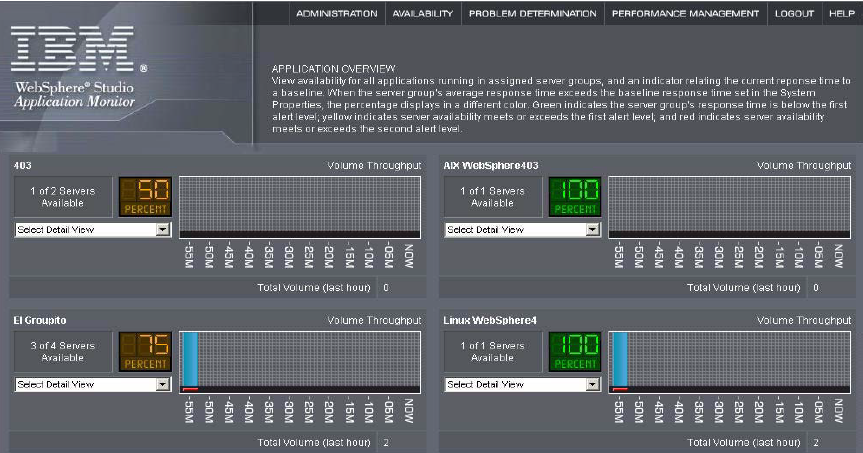 ADMINISTRATION AVAILABILITY PROBLEM DETERMINATION PERFORMANCE MANAGEMENT LOGOUT HELP
IBM®
WebSphere® Studio
Application Monitor
APPLICATION OVERVIEW
View availability for all applications running in assigned server groups, and an indicator relating the current reponse time to
a baseline. When the server group's average response time exceeds the baseline response time set in the System
Properties, the percentage displays in a different color. Green indicates the server group's response time is below the first
alert level; yellow indicates server availability meets or exceeds the first alert level; and red indicates server availability
meets or exceeds the second alert level.
403 Volume Throughput
1 of 2 Servers
Available
50
PERCENT
Select Detail View
-55M -50M -45M -40M -35M -30M -25M -20M -15M -10M -05M NOW
Total Volume (last hour) 0
AIX WebSphere403 Volume Throughput
1 of 1 Servers
Available
100
PERCENT
Select Detail View
-55M -50M -45M -40M -35M -30M -25M -20M -15M -10M -05M NOW
Total Volume (last hour) 0
El Groupito Volume Throughput
3 of 4 Servers
Available
75
PERCENT
Select Detail View
-55M -50M -45M -40M -35M -30M -25M -20M -15M -10M -05M NOW
Total Volume (last hour) 2
Linux WebSphere4 Volume Throughput
1 of 1 Servers
Available
100
PERCENT
Select Detail View
-55M -50M -45M -40M -35M -30M -25M -20M -15M -10M -05M NOW
Total Volume (last hour) 2